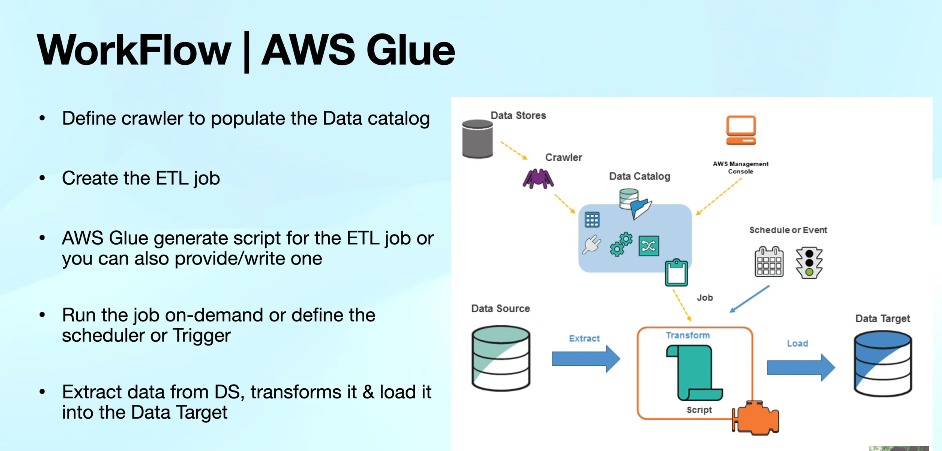 WorkFlow | AWS Glue
• Define crawler to populate the Data catalog
• Create the ETL job
• AWS Glue generate script for the ETL job or
you can also provide/write one
• Run the job on-demand or define the
scheduler or Trigger
• Extract data from DS, transforms it & load it
into the Data Target
Data Stores
Crawler
Data Catalog
AWS Management
Console
Schedule or Event
Job
Data Source
Extract
Transform
Script
Load
Data Target